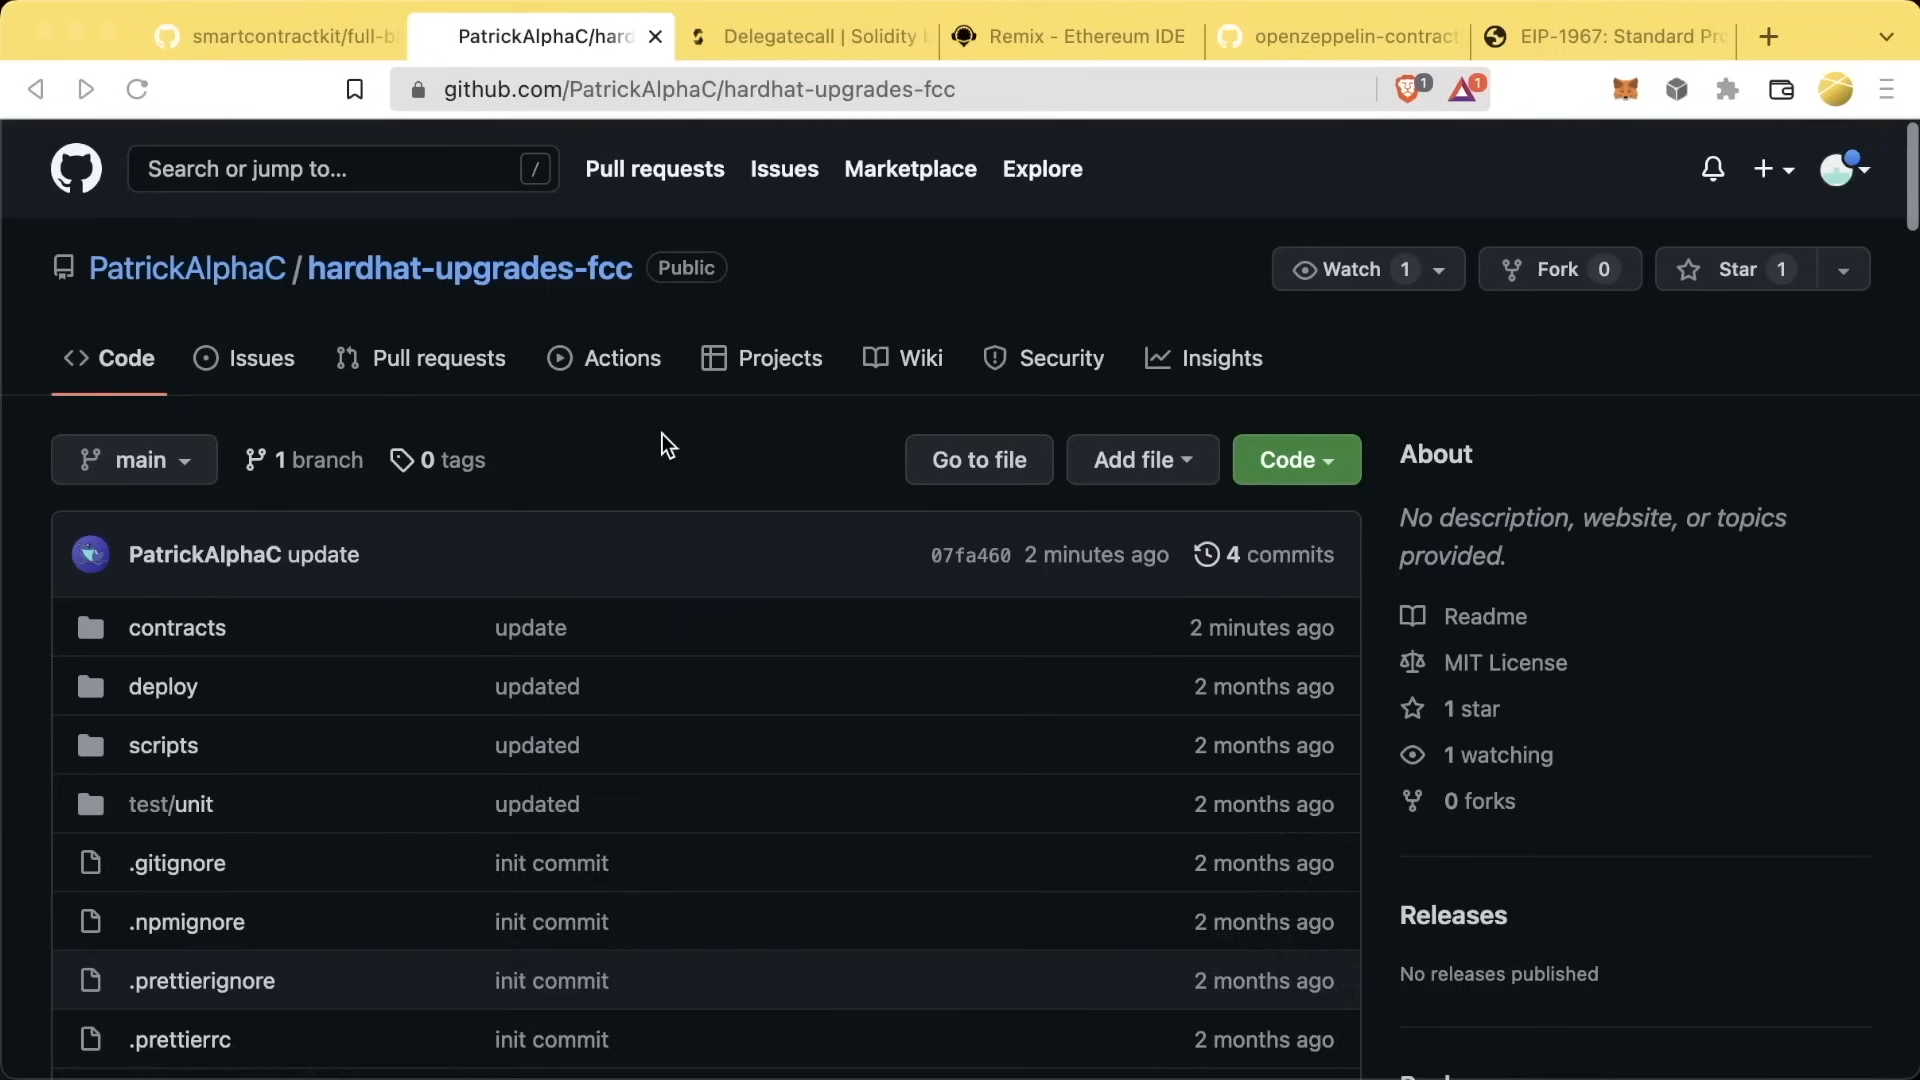 smartcontractkit/full-b
PatrickAlphaC/hard
Delegatecall | Solidity
Remix - Ethereum IDE
openzeppelin-contract
EIP-1967: Standard Pro
github.com/PatrickAlphaC/hardhat-upgrades-fcc
1
1
Search or jump to...
/
Pull requests
Issues
Marketplace
Explore
PatrickAlphaC / hardhat-upgrades-fcc
Public
Watch 1
Fork 0
Star 1
Code
Issues
Pull requests
Actions
Projects
Wiki
Security
Insights
main
1 branch
0 tags
Go to file
Add file
Code
PatrickAlphaC update
07fa460 2 minutes ago
4 commits
contracts update 2 minutes ago
deploy updated 2 months ago
scripts updated 2 months ago
test/unit updated 2 months ago
.gitignore init commit 2 months ago
.npmignore init commit 2 months ago
.prettierignore init commit 2 months ago
.prettierrc init commit 2 months ago
About
No description, website, or topics
provided.
Readme
MIT License
1 star
1 watching
0 forks
Releases
No releases published